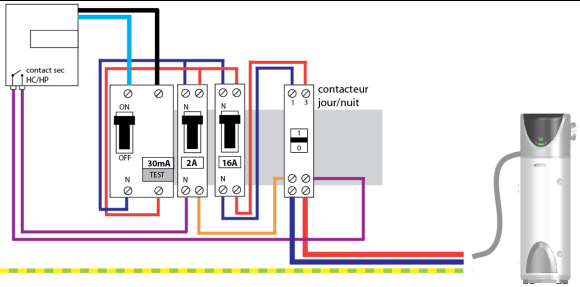 contact sec
HC/HP
ON
OFF
N
30mA
TEST
N
2A
N
16A
contacteur
jour/nuit
1 3
1
0